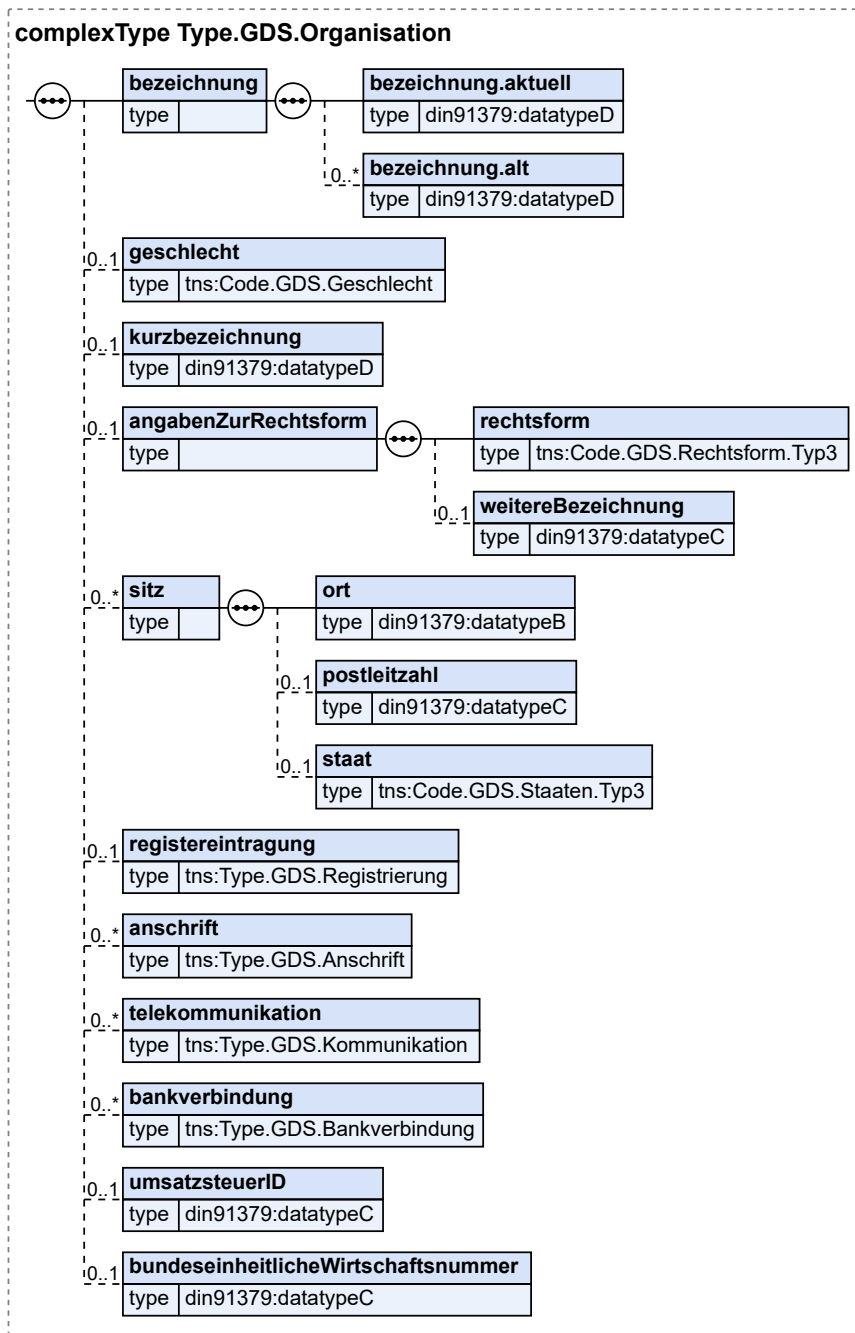 complexType Type.GDS.Organisation
bezeichnung
type
bezeichnung.aktuell
type din91379:datatypeD
0..* bezeichnung.alt
type din91379:datatypeD
0..1 geschlecht
type tns:Code.GDS.Geschlecht
0..1 kurzbezeichnung
type din91379:datatypeD
0..1 angabenZurRechtsform
type
rechtsform
type tns:Code.GDS.Rechtsform.Typ3
0..1 weitereBezeichnung
type din91379:datatypeC
0..* sitz
type
ort
type din91379:datatypeB
0..1 postleitzahl
type din91379:datatypeC
0..1 staat
type tns:Code.GDS.Staaten.Typ3
0..1 registereintragung
type tns:Type.GDS.Registrierung
0..* anschrift
type tns:Type.GDS.Anschrift
0..* telekommunikation
type tns:Type.GDS.Kommunikation
0..* bankverbindung
type tns:Type.GDS.Bankverbindung
0..1 umsatzsteuerID
type din91379:datatypeC
0..1 bundeseinheitlicheWirtschaftsnummer
type din91379:datatypeC